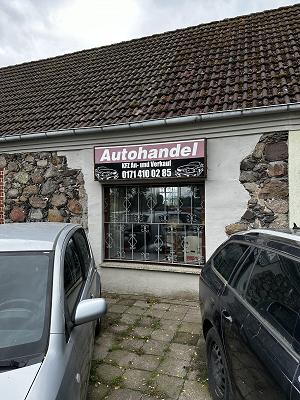 Autohandel
KFZ An- und Verkauf
0171 410 02 85